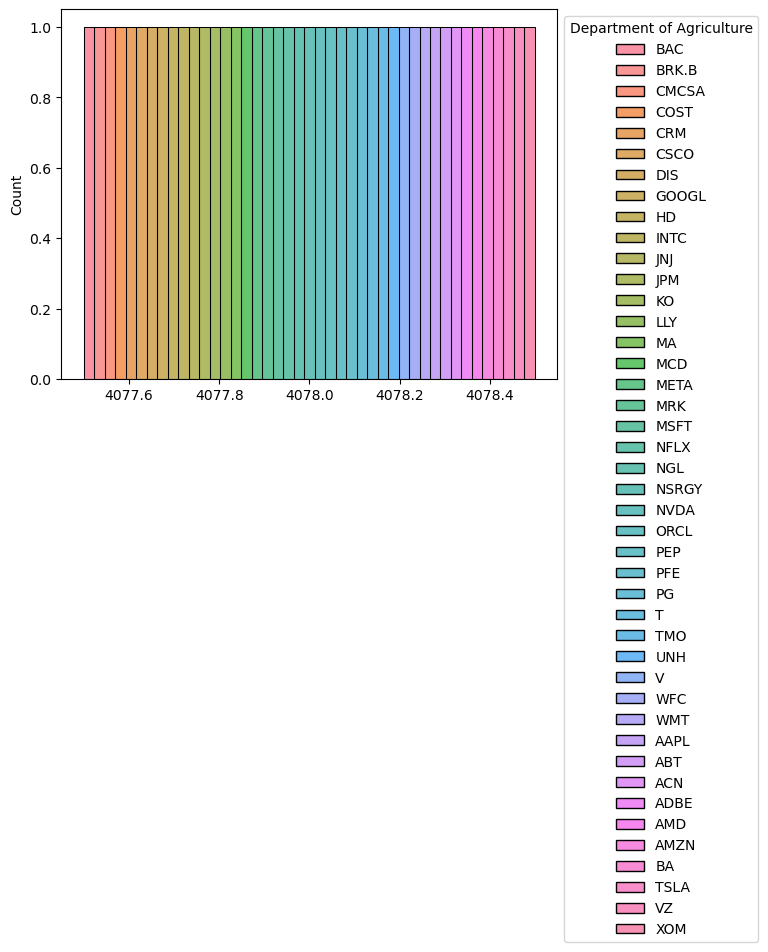 Count
1.0
0.8
0.6
0.4
0.2
0.0
4077.6 4077.8 4078.0 4078.2 4078.4
Department of Agriculture
BAC
BRK.B
CMCSA
COST
CRM
CSCO
DIS
GOOGL
HD
INTC
JNJ
JPM
KO
LLY
MA
MCD
META
MRK
MSFT
NFLX
NGL
NSRGY
NVDA
ORCL
PEP
PFE
PG
T
TMO
UNH
V
WFC
WMT
AAPL
ABT
ACN
ADBE
AMD
AMZN
BA
TSLA
VZ
XOM